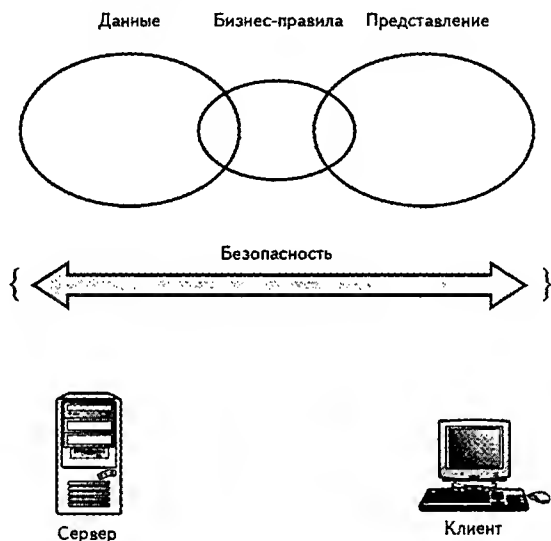 Данные Бизнес-правила Представление
Безопасность
{ }
Сервер Клиент